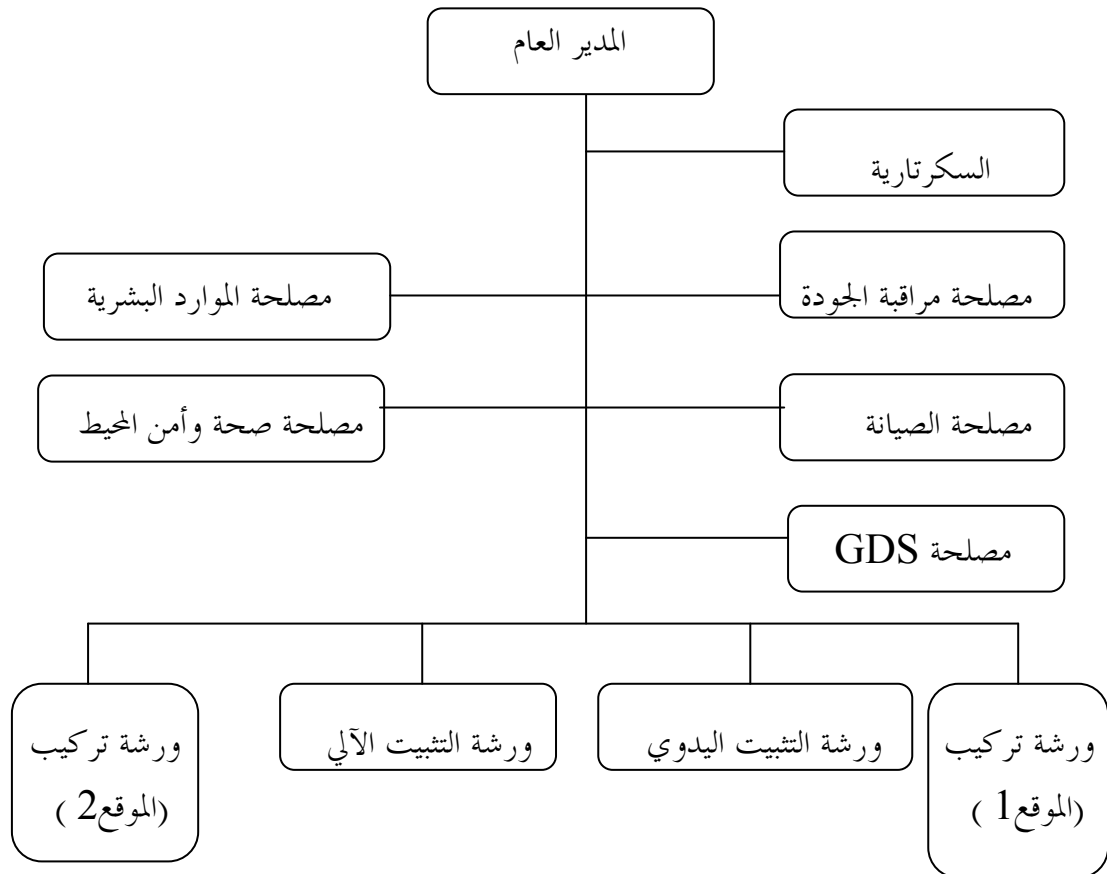 المدير العام
السكرتارية
مصلحة مراقبة الجودة
مصلحة الموارد البشرية
مصلحة الصيانة
مصلحة صحة وأمن المحيط
مصلحة GDS
ورشة تركيب
(الموقع1 )
ورشة التثبيت اليدوي
ورشة التثبيت الآلي
ورشة تركيب
(الموقع2 )